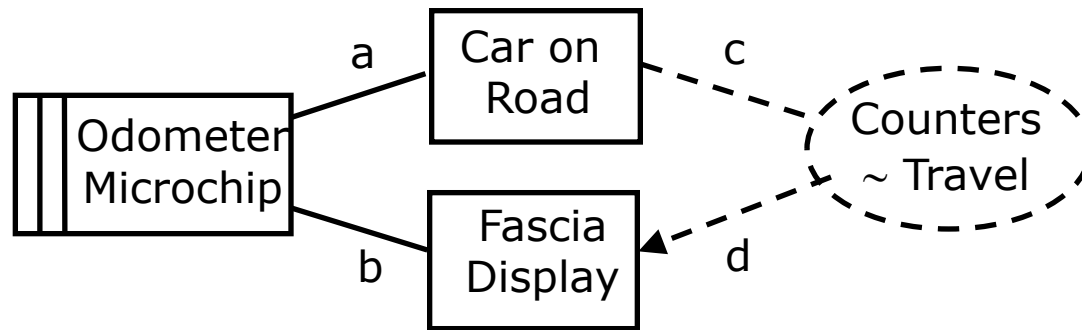 a
Car on
Road
c
Odometer
Microchip
Counters
~ Travel
b
Fascia
Display
d